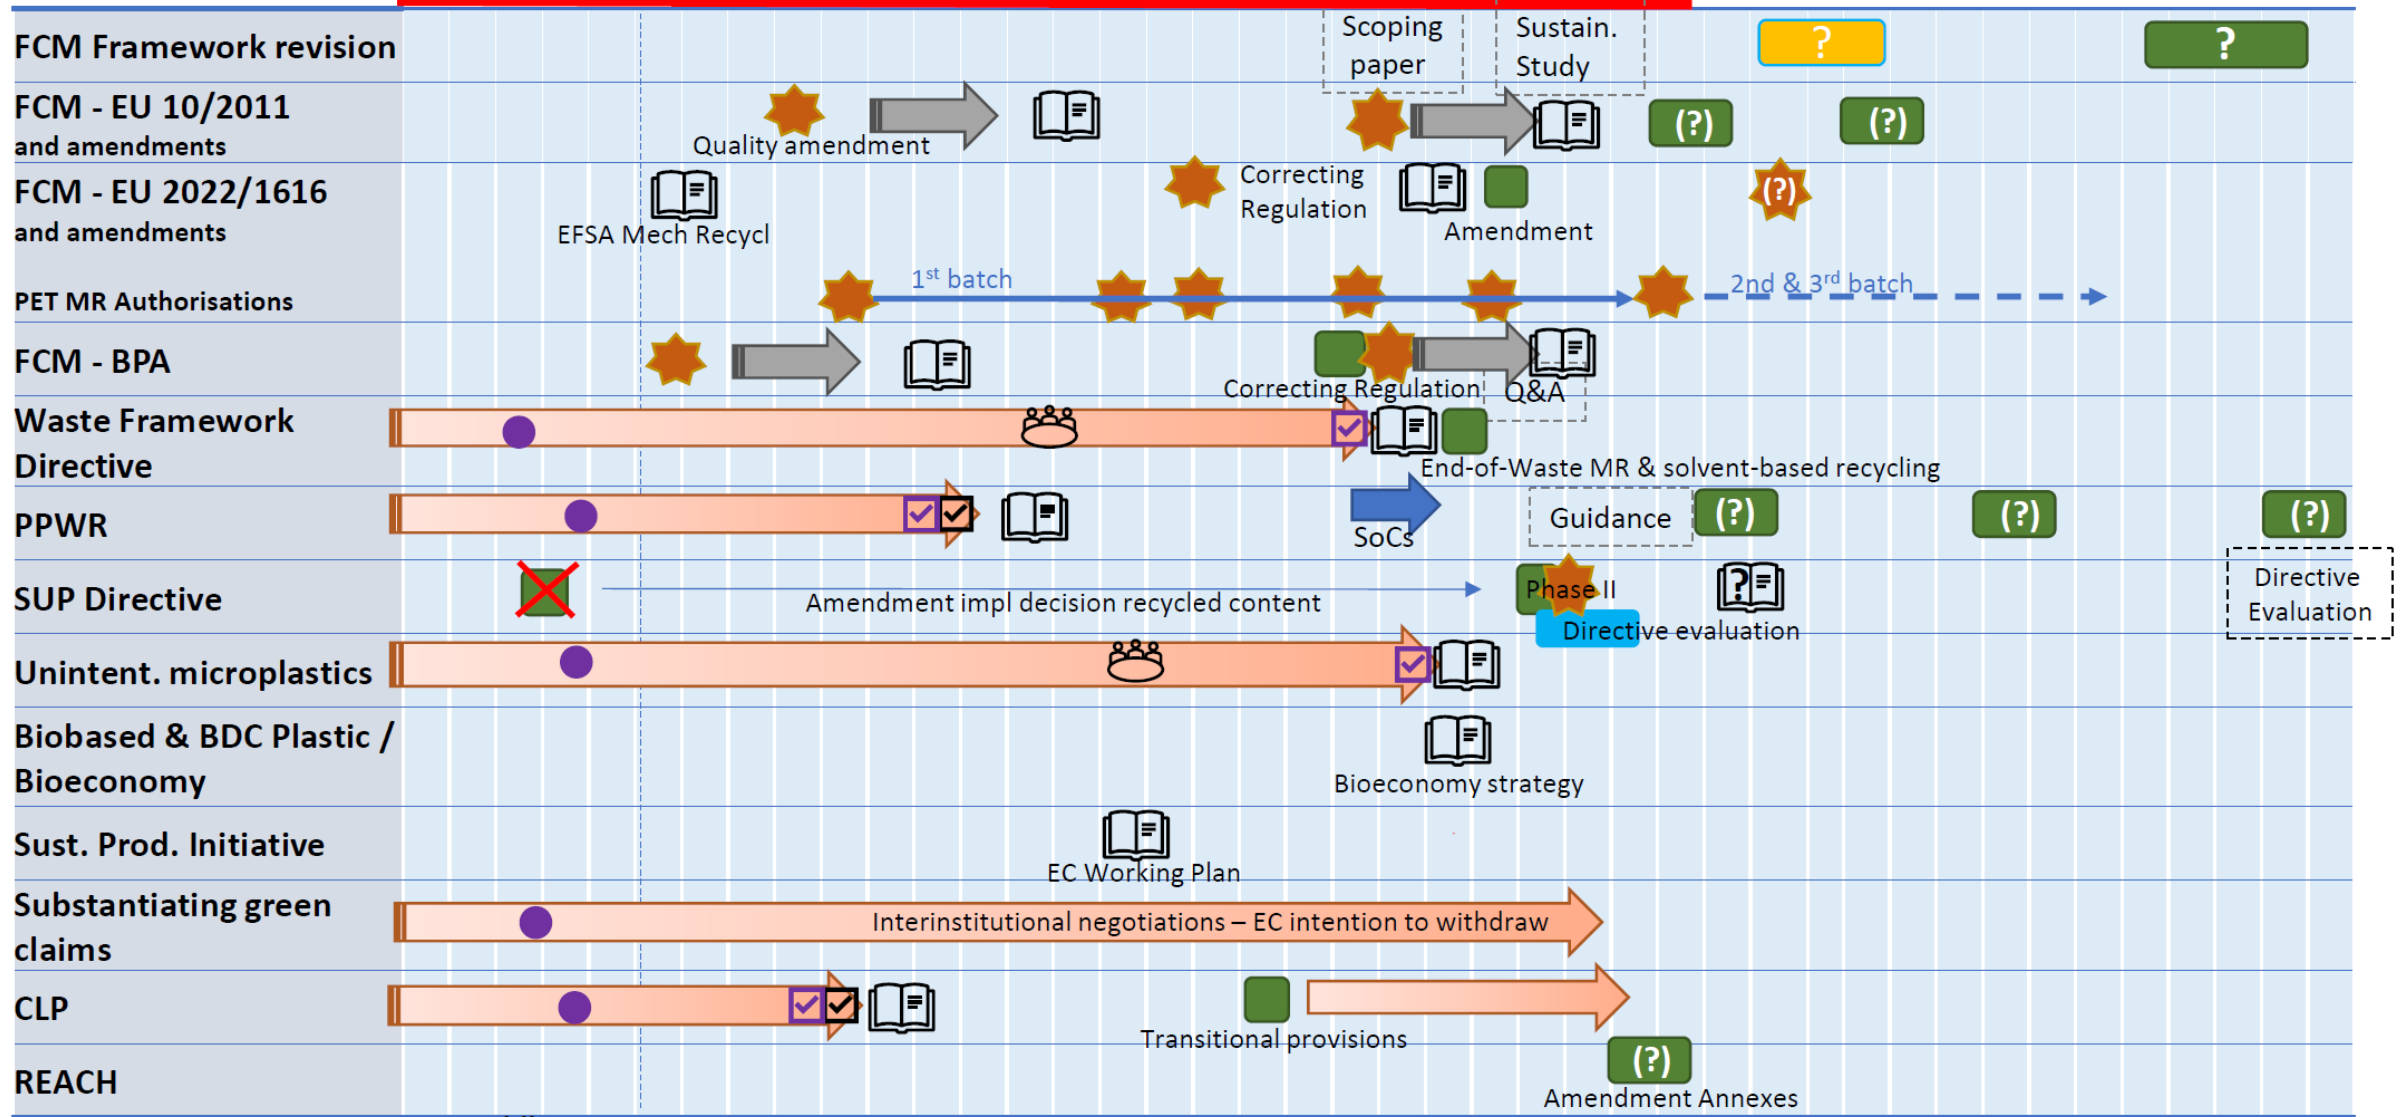 FCM Framework revision
Scoping
paper
Sustain.
Study
?
?
FCM - EU 10/2011
and amendments
Quality amendment
(?)
(?)
FCM - EU 2022/1616
and amendments
EFSA Mech Recycl
Correcting
Regulation
Amendment
(?)
PET MR Authorisations
1st batch
2nd & 3rd batch
FCM - BPA
Correcting Regulation
Q&A
Waste Framework
Directive
End-of-Waste MR & solvent-based recycling
PPWR
SoCs
Guidance
(?)
(?)
(?)
SUP Directive
Amendment impl decision recycled content
Phase II
Directive evaluation
?
Directive
Evaluation
Unintent. microplastics
Biobased & BDC Plastic /
Bioeconomy
Bioeconomy strategy
Sust. Prod. Initiative
EC Working Plan
Substantiating green
claims
Interinstitutional negotiations – EC intention to withdraw
CLP
Transitional provisions
REACH
(?)
Amendment Annexes